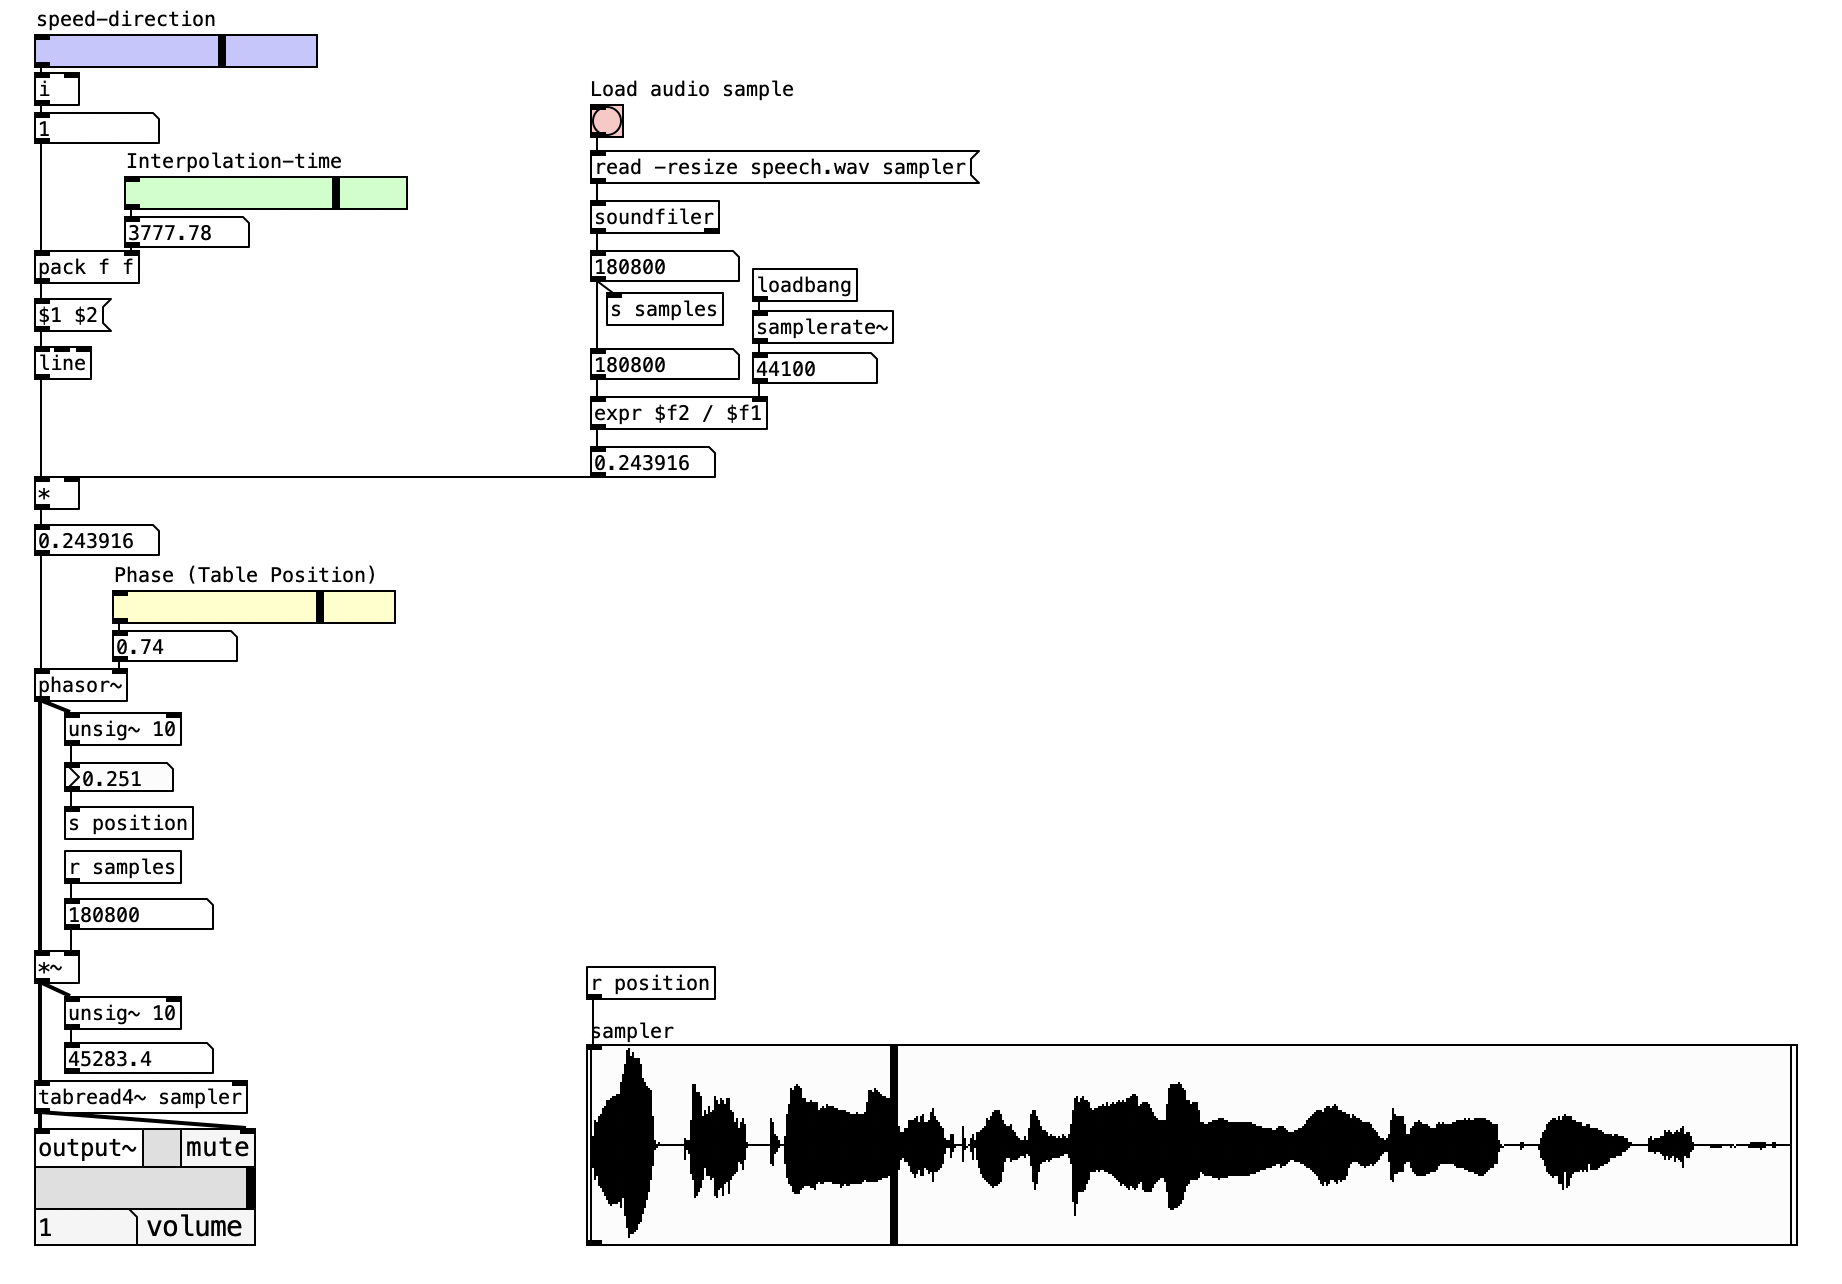 speed-direction
i
1
Interpolation-time
3777.78
pack f f
$1 $2
line
Load audio sample
read -resize speech.wav sampler
soundfiler
180800
s samples
loadbang
samplerate~
180800
44100
expr $f2 / $f1
0.243916
*
0.243916
Phase (Table Position)
0.74
phasor~
unsig~ 10
0.251
s position
r samples
180800
*~
unsig~ 10
45283.4
tabread4~ sampler
output~ mute
1 volume
r position
sampler